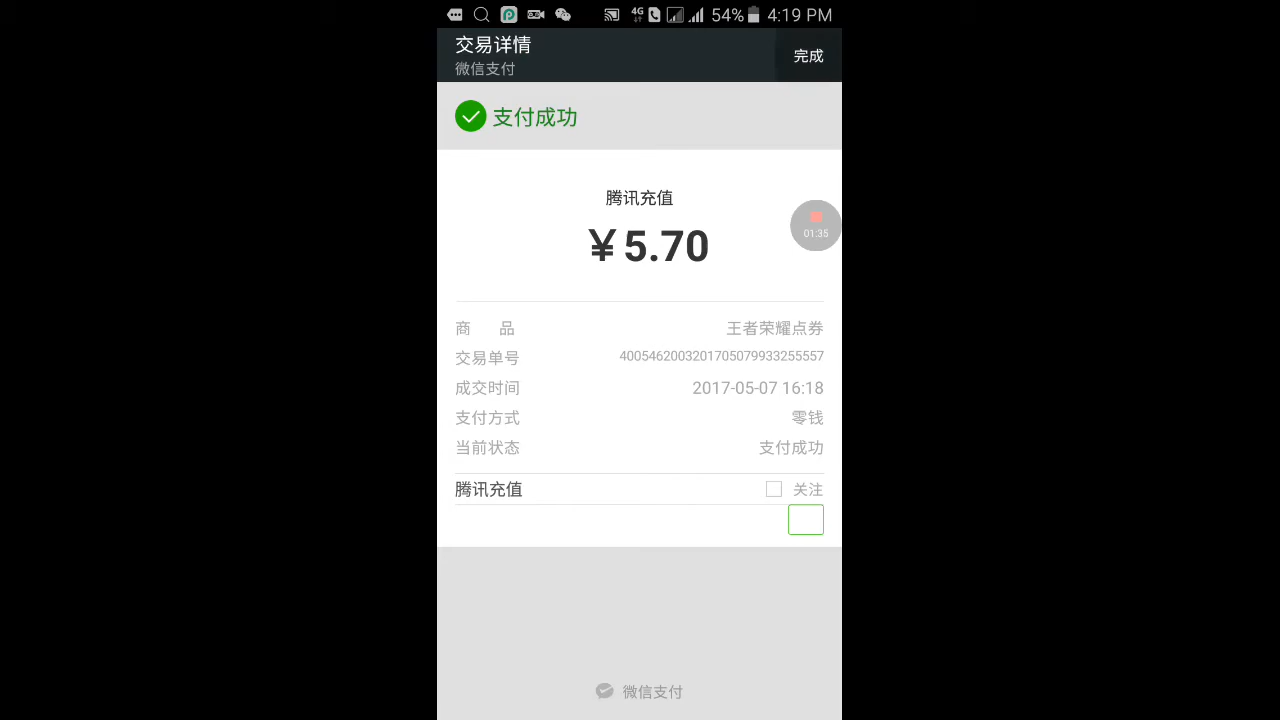 4G 54% 4:19 PM
交易详情
微信支付
完成
支付成功
腾讯充值
¥5.70
01:35
商 品 王者荣耀点券
交易单号 4005462003201705079933255557
成交时间 2017-05-07 16:18
支付方式 零钱
当前状态 支付成功
腾讯充值 关注
微信支付